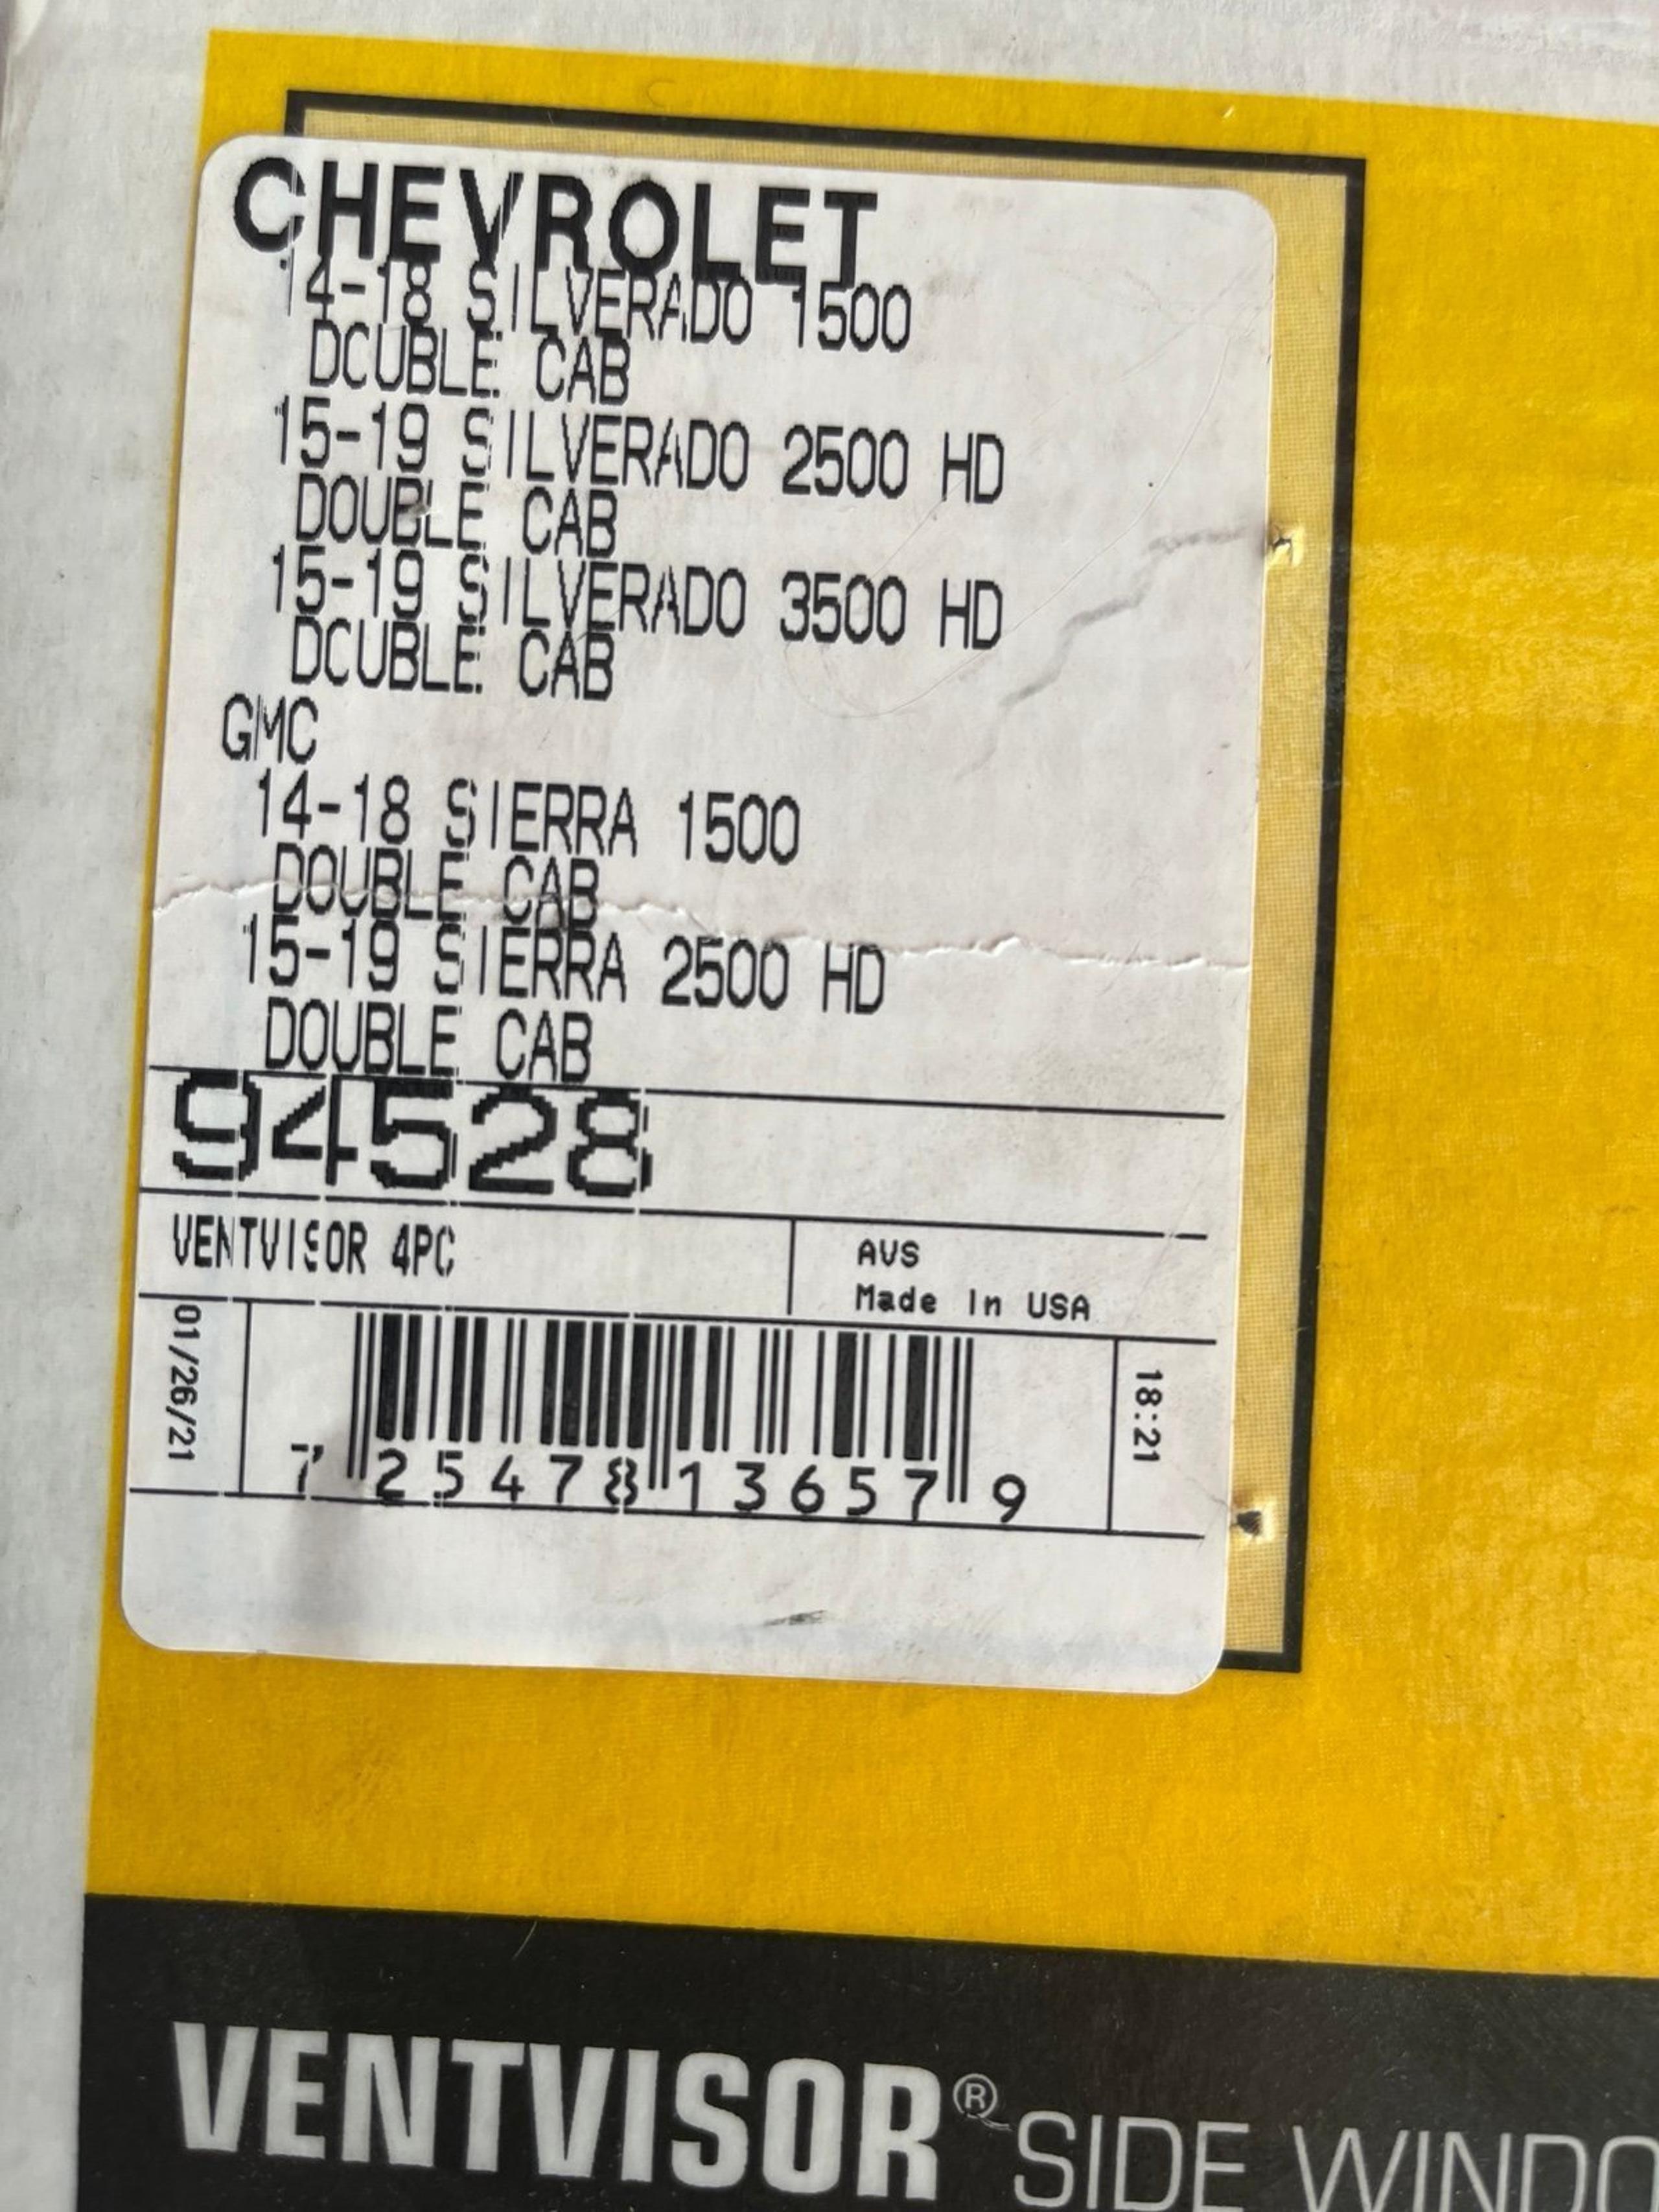 CHEVROLET
14-18 SILVERADO 1500
DOUBLE CAB
15-19 SILVERADO 2500 HD
DOUBLE CAB
15-19 SILVERADO 3500 HD
DOUBLE CAB
GMC
14-18 SIERRA 1500
DOUBLE CAB
15-19 SIERRA 2500 HD
DOUBLE CAB
94528
VENTVISOR 4PC
AVS
Made In USA
01/26/21
7 25478 13657 9
18:21
VENTVISOR® SIDE WINDO